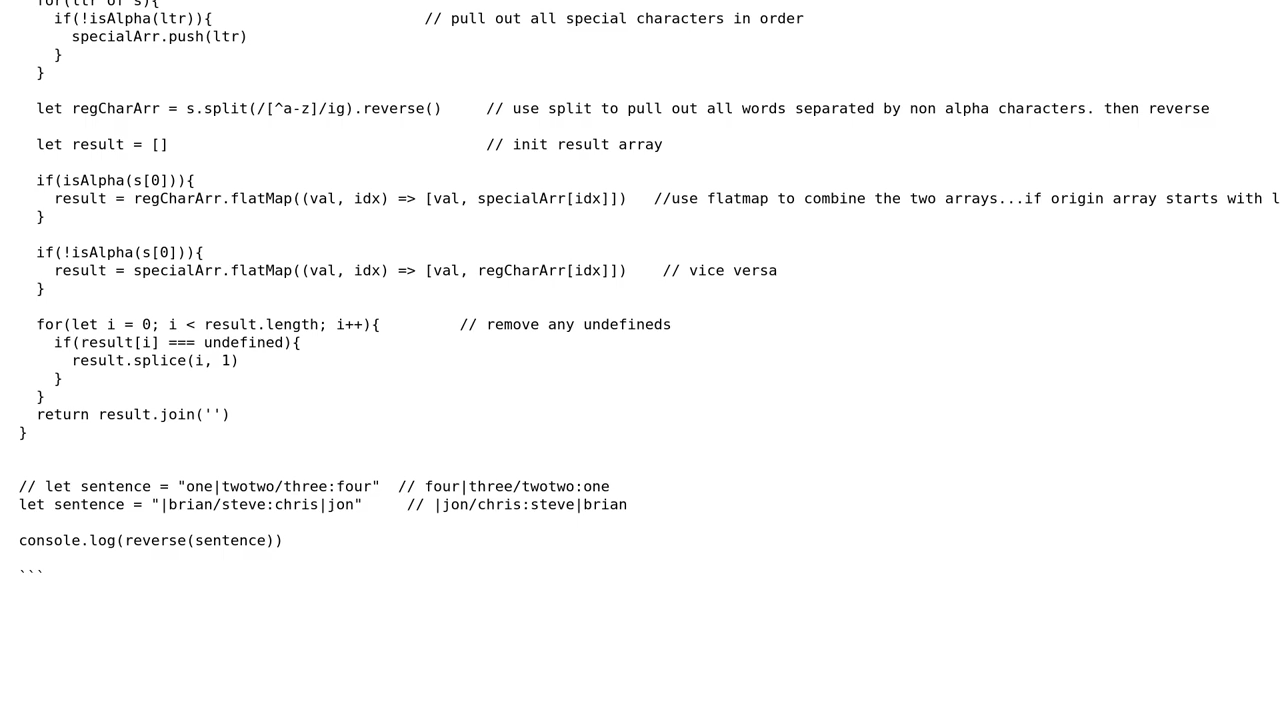 for(ltr of s){
    if(!isAlpha(ltr)){                        // pull out all special characters in order
      specialArr.push(ltr)
    }
  }

  let regCharArr = s.split(/[^a-z]/ig).reverse()     // use split to pull out all words separated by non alpha characters. then reverse

  let result = []                                    // init result array

  if(isAlpha(s[0])){
    result = regCharArr.flatMap((val, idx) => [val, specialArr[idx]])   //use flatmap to combine the two arrays...if origin array starts with l
  }

  if(!isAlpha(s[0])){
    result = specialArr.flatMap((val, idx) => [val, regCharArr[idx]])    // vice versa
  }

  for(let i = 0; i < result.length; i++){         // remove any undefineds
    if(result[i] === undefined){
      result.splice(i, 1)
    }
  }
  return result.join('')
}


// let sentence = "one|twotwo/three:four"  // four|three/twotwo:one
let sentence = "|brian/steve:chris|jon"     // |jon/chris:steve|brian

console.log(reverse(sentence))

```